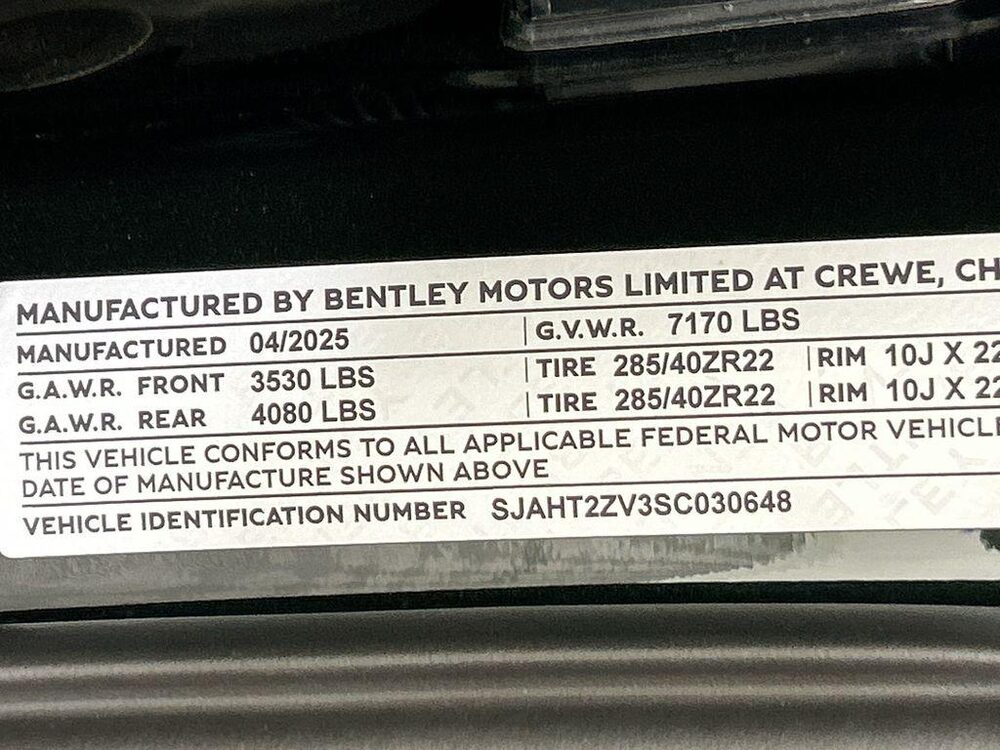 MANUFACTURED BY BENTLEY MOTORS LIMITED AT CREWE, CH
MANUFACTURED 04/2025 G.V.W.R. 7170 LBS
G.A.W.R. FRONT 3530 LBS TIRE 285/40ZR22 RIM 10J X 22
G.A.W.R. REAR 4080 LBS TIRE 285/40ZR22 RIM 10J X 22
THIS VEHICLE CONFORMS TO ALL APPLICABLE FEDERAL MOTOR VEHICLE
DATE OF MANUFACTURE SHOWN ABOVE
VEHICLE IDENTIFICATION NUMBER SJAHT2ZV3SC030648